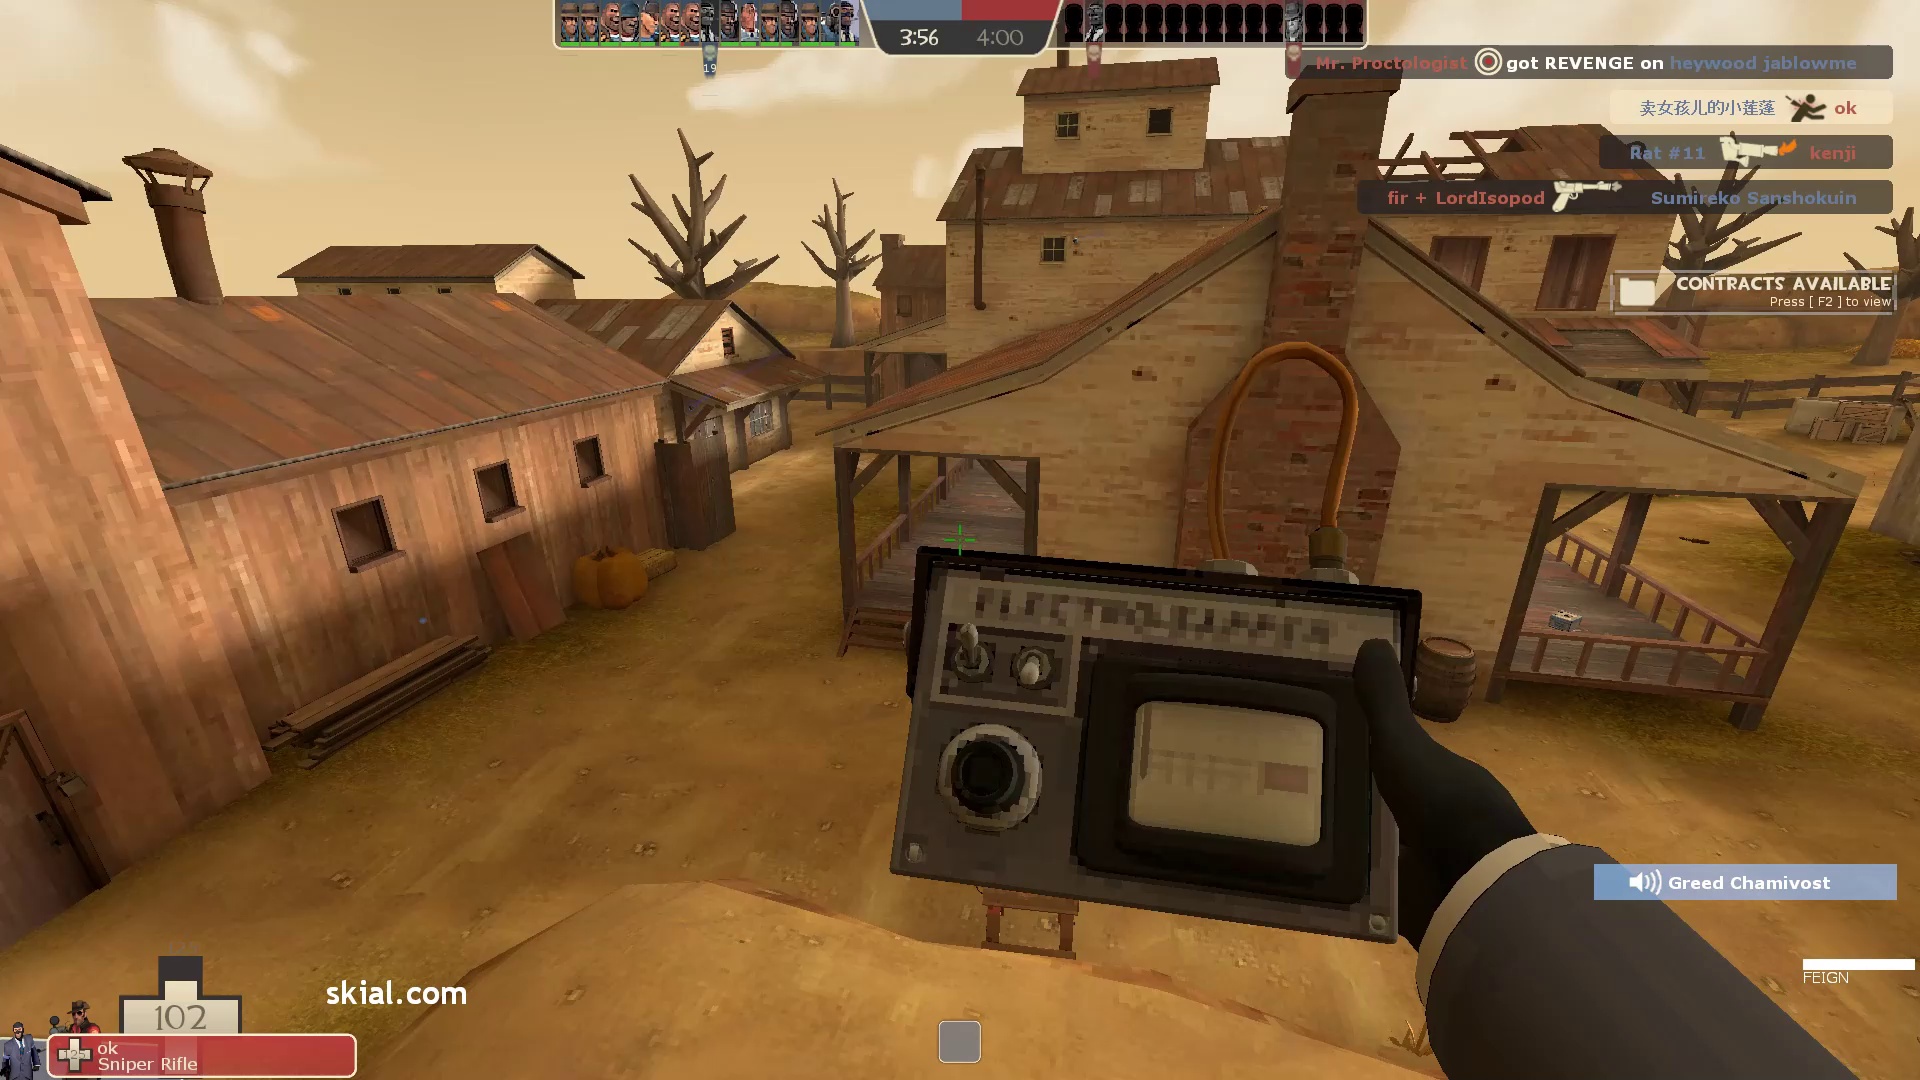 3:56
4:00
19
Mr. Proctologist got REVENGE on heywood jablowme
卖女孩儿的小莲蓬 ok
Rat #11 kenji
fir + LordIsopod Sumireko Sanshokuin
CONTRACTS AVAILABLE
Press [ F2 ] to view
Greed Chamivost
FEIGN
skial.com
102
125
ok
Sniper Rifle